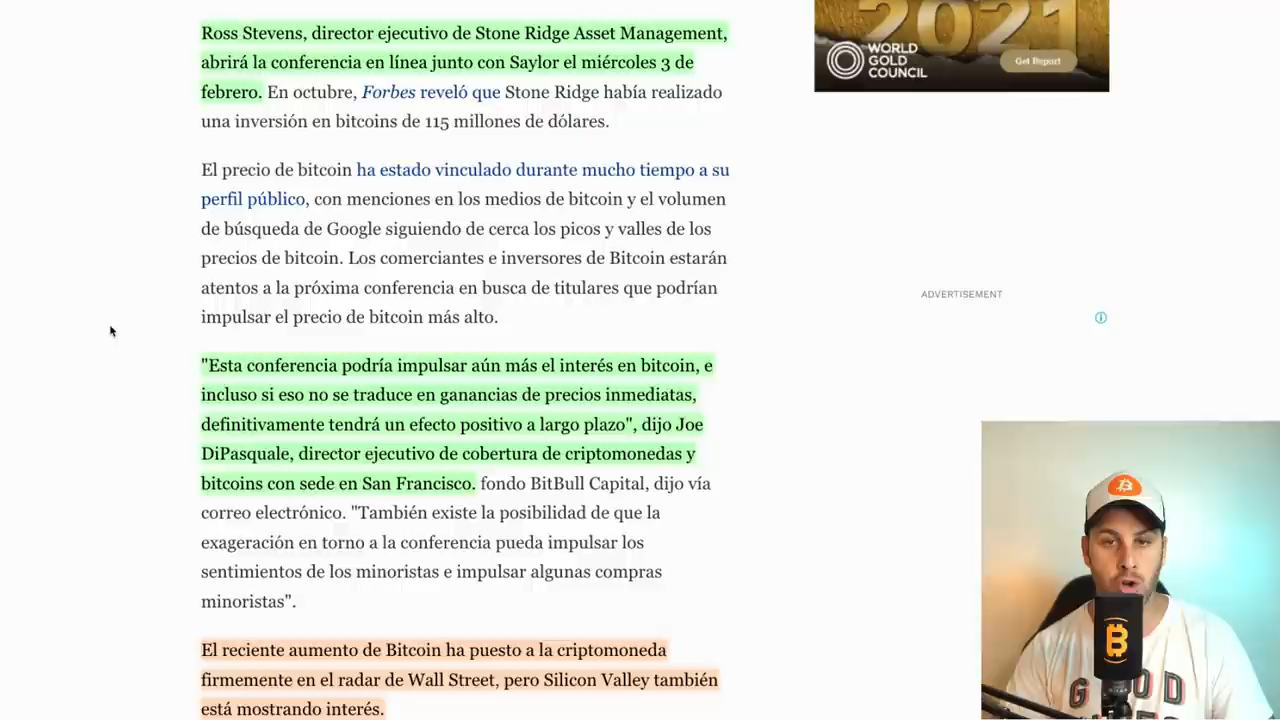 Ross Stevens, director ejecutivo de Stone Ridge Asset Management,
abrirá la conferencia en línea junto con Saylor el miércoles 3 de
febrero. En octubre, Forbes reveló que Stone Ridge había realizado
una inversión en bitcoins de 115 millones de dólares.
El precio de bitcoin ha estado vinculado durante mucho tiempo a su
perfil público, con menciones en los medios de bitcoin y el volumen
de búsqueda de Google siguiendo de cerca los picos y valles de los
precios de bitcoin. Los comerciantes e inversores de Bitcoin estarán
atentos a la próxima conferencia en busca de titulares que podrían
impulsar el precio de bitcoin más alto.
"Esta conferencia podría impulsar aún más el interés en bitcoin, e
incluso si eso no se traduce en ganancias de precios inmediatas,
definitivamente tendrá un efecto positivo a largo plazo", dijo Joe
DiPasquale, director ejecutivo de cobertura de criptomonedas y
bitcoins con sede en San Francisco. fondo BitBull Capital, dijo vía
correo electrónico. "También existe la posibilidad de que la
exageración en torno a la conferencia pueda impulsar los
sentimientos de los minoristas e impulsar algunas compras
minoristas".
El reciente aumento de Bitcoin ha puesto a la criptomoneda
firmemente en el radar de Wall Street, pero Silicon Valley también
está mostrando interés.
2021
WORLD
GOLD
COUNCIL
Get Report
ADVERTISEMENT